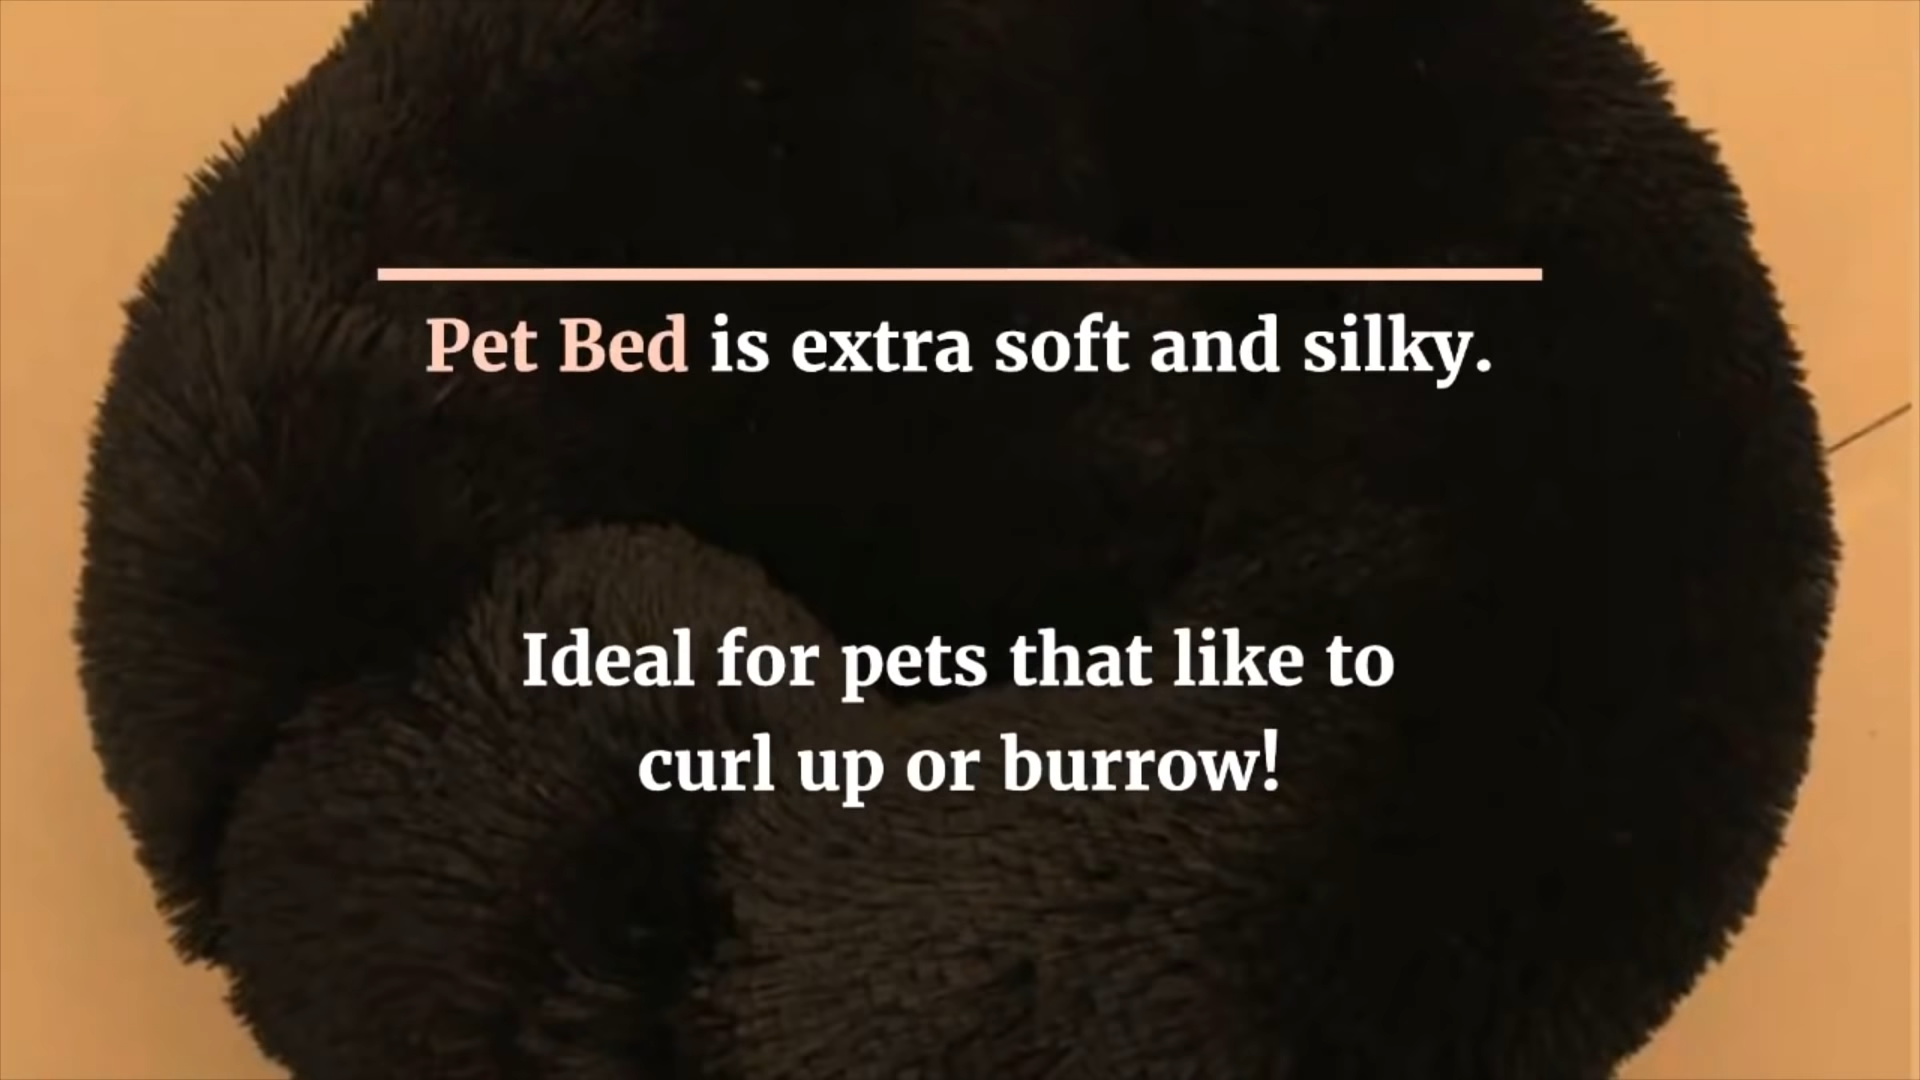 Pet Bed is extra soft and silky.
Ideal for pets that like to
curl up or burrow!